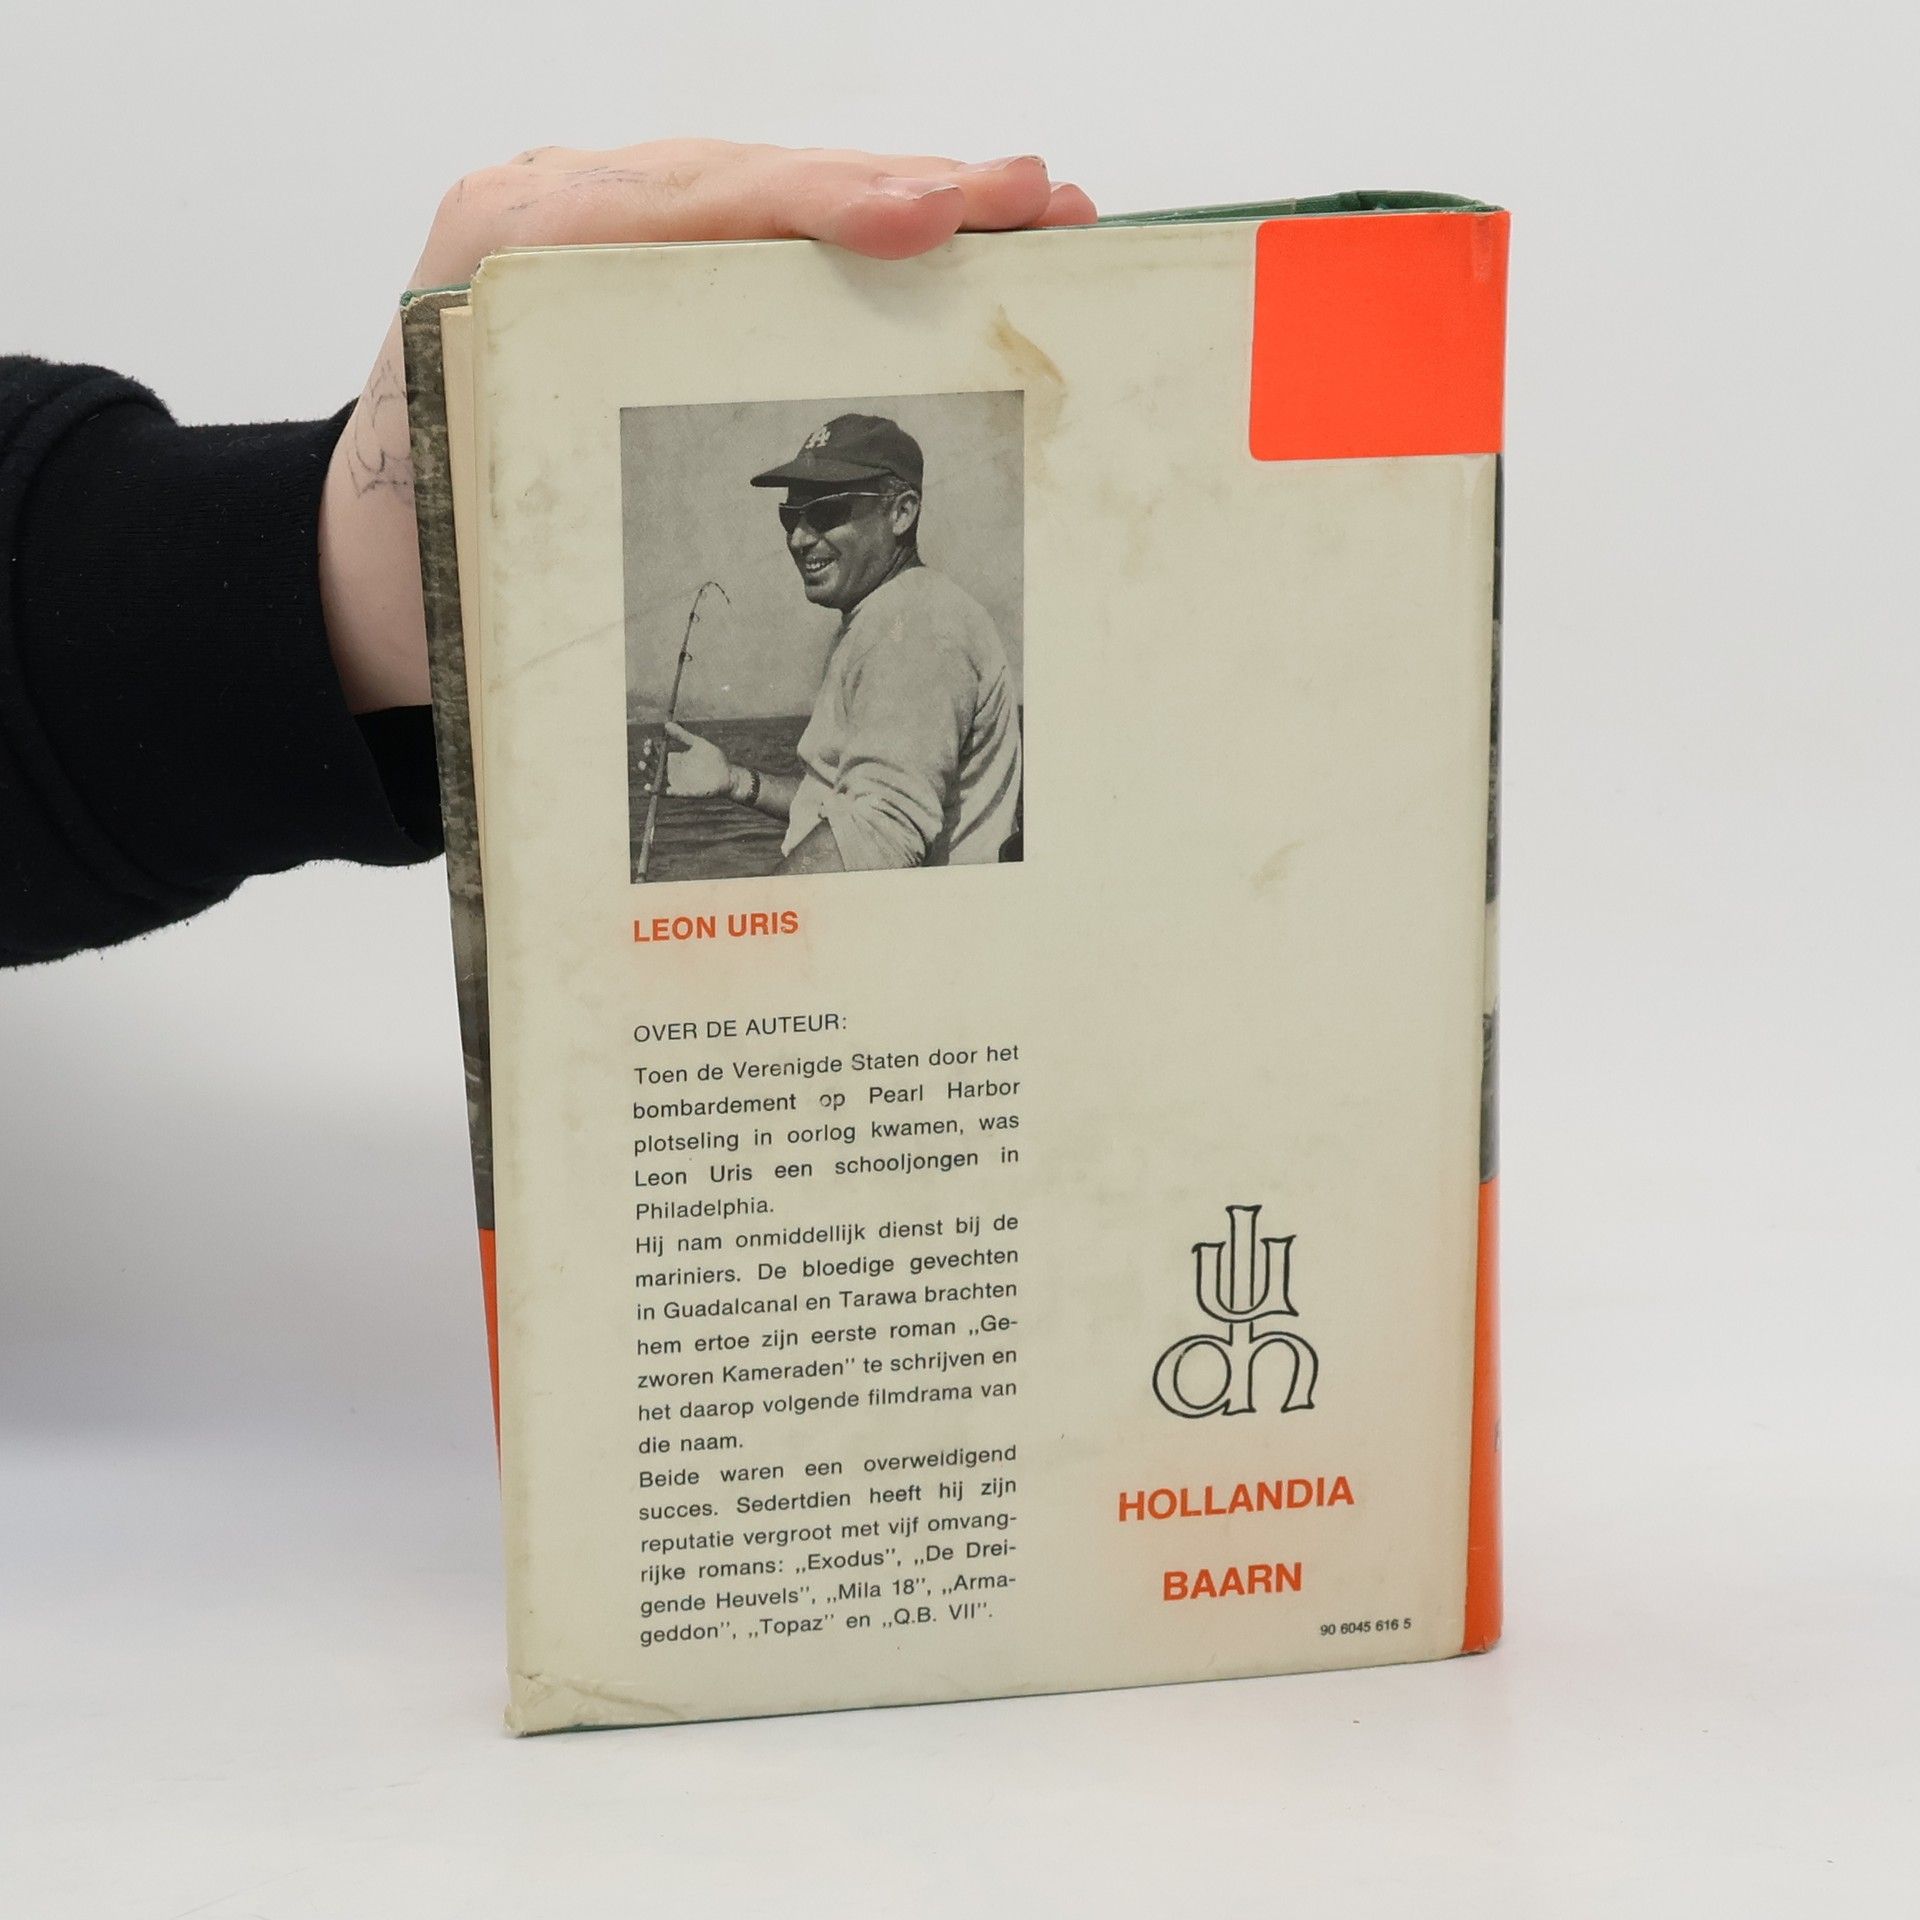 LA
LEON URIS
OVER DE AUTEUR:
Toen de Verenigde Staten door het
bombardement op Pearl Harbor
plotseling in oorlog kwamen, was
Leon Uris een schooljongen in
Philadelphia.
Hij nam onmiddellijk dienst bij de
mariniers. De bloedige gevechten
in Guadalcanal en Tarawa brachten
hem ertoe zijn eerste roman ,,Ge-
zworen Kameraden'' te schrijven en
het daarop volgende filmdrama van
die naam.
Beide waren een overweldigend
succes. Sedertdien heeft hij zijn
reputatie vergroot met vijf omvang-
rijke romans: ,,Exodus'', ,,De Drei-
gende Heuvels'', ,,Mila 18'', ,,Arma-
geddon'', ,,Topaz'' en ,,Q.B. VII''.
HOLLANDIA
BAARN
90 6045 616 5